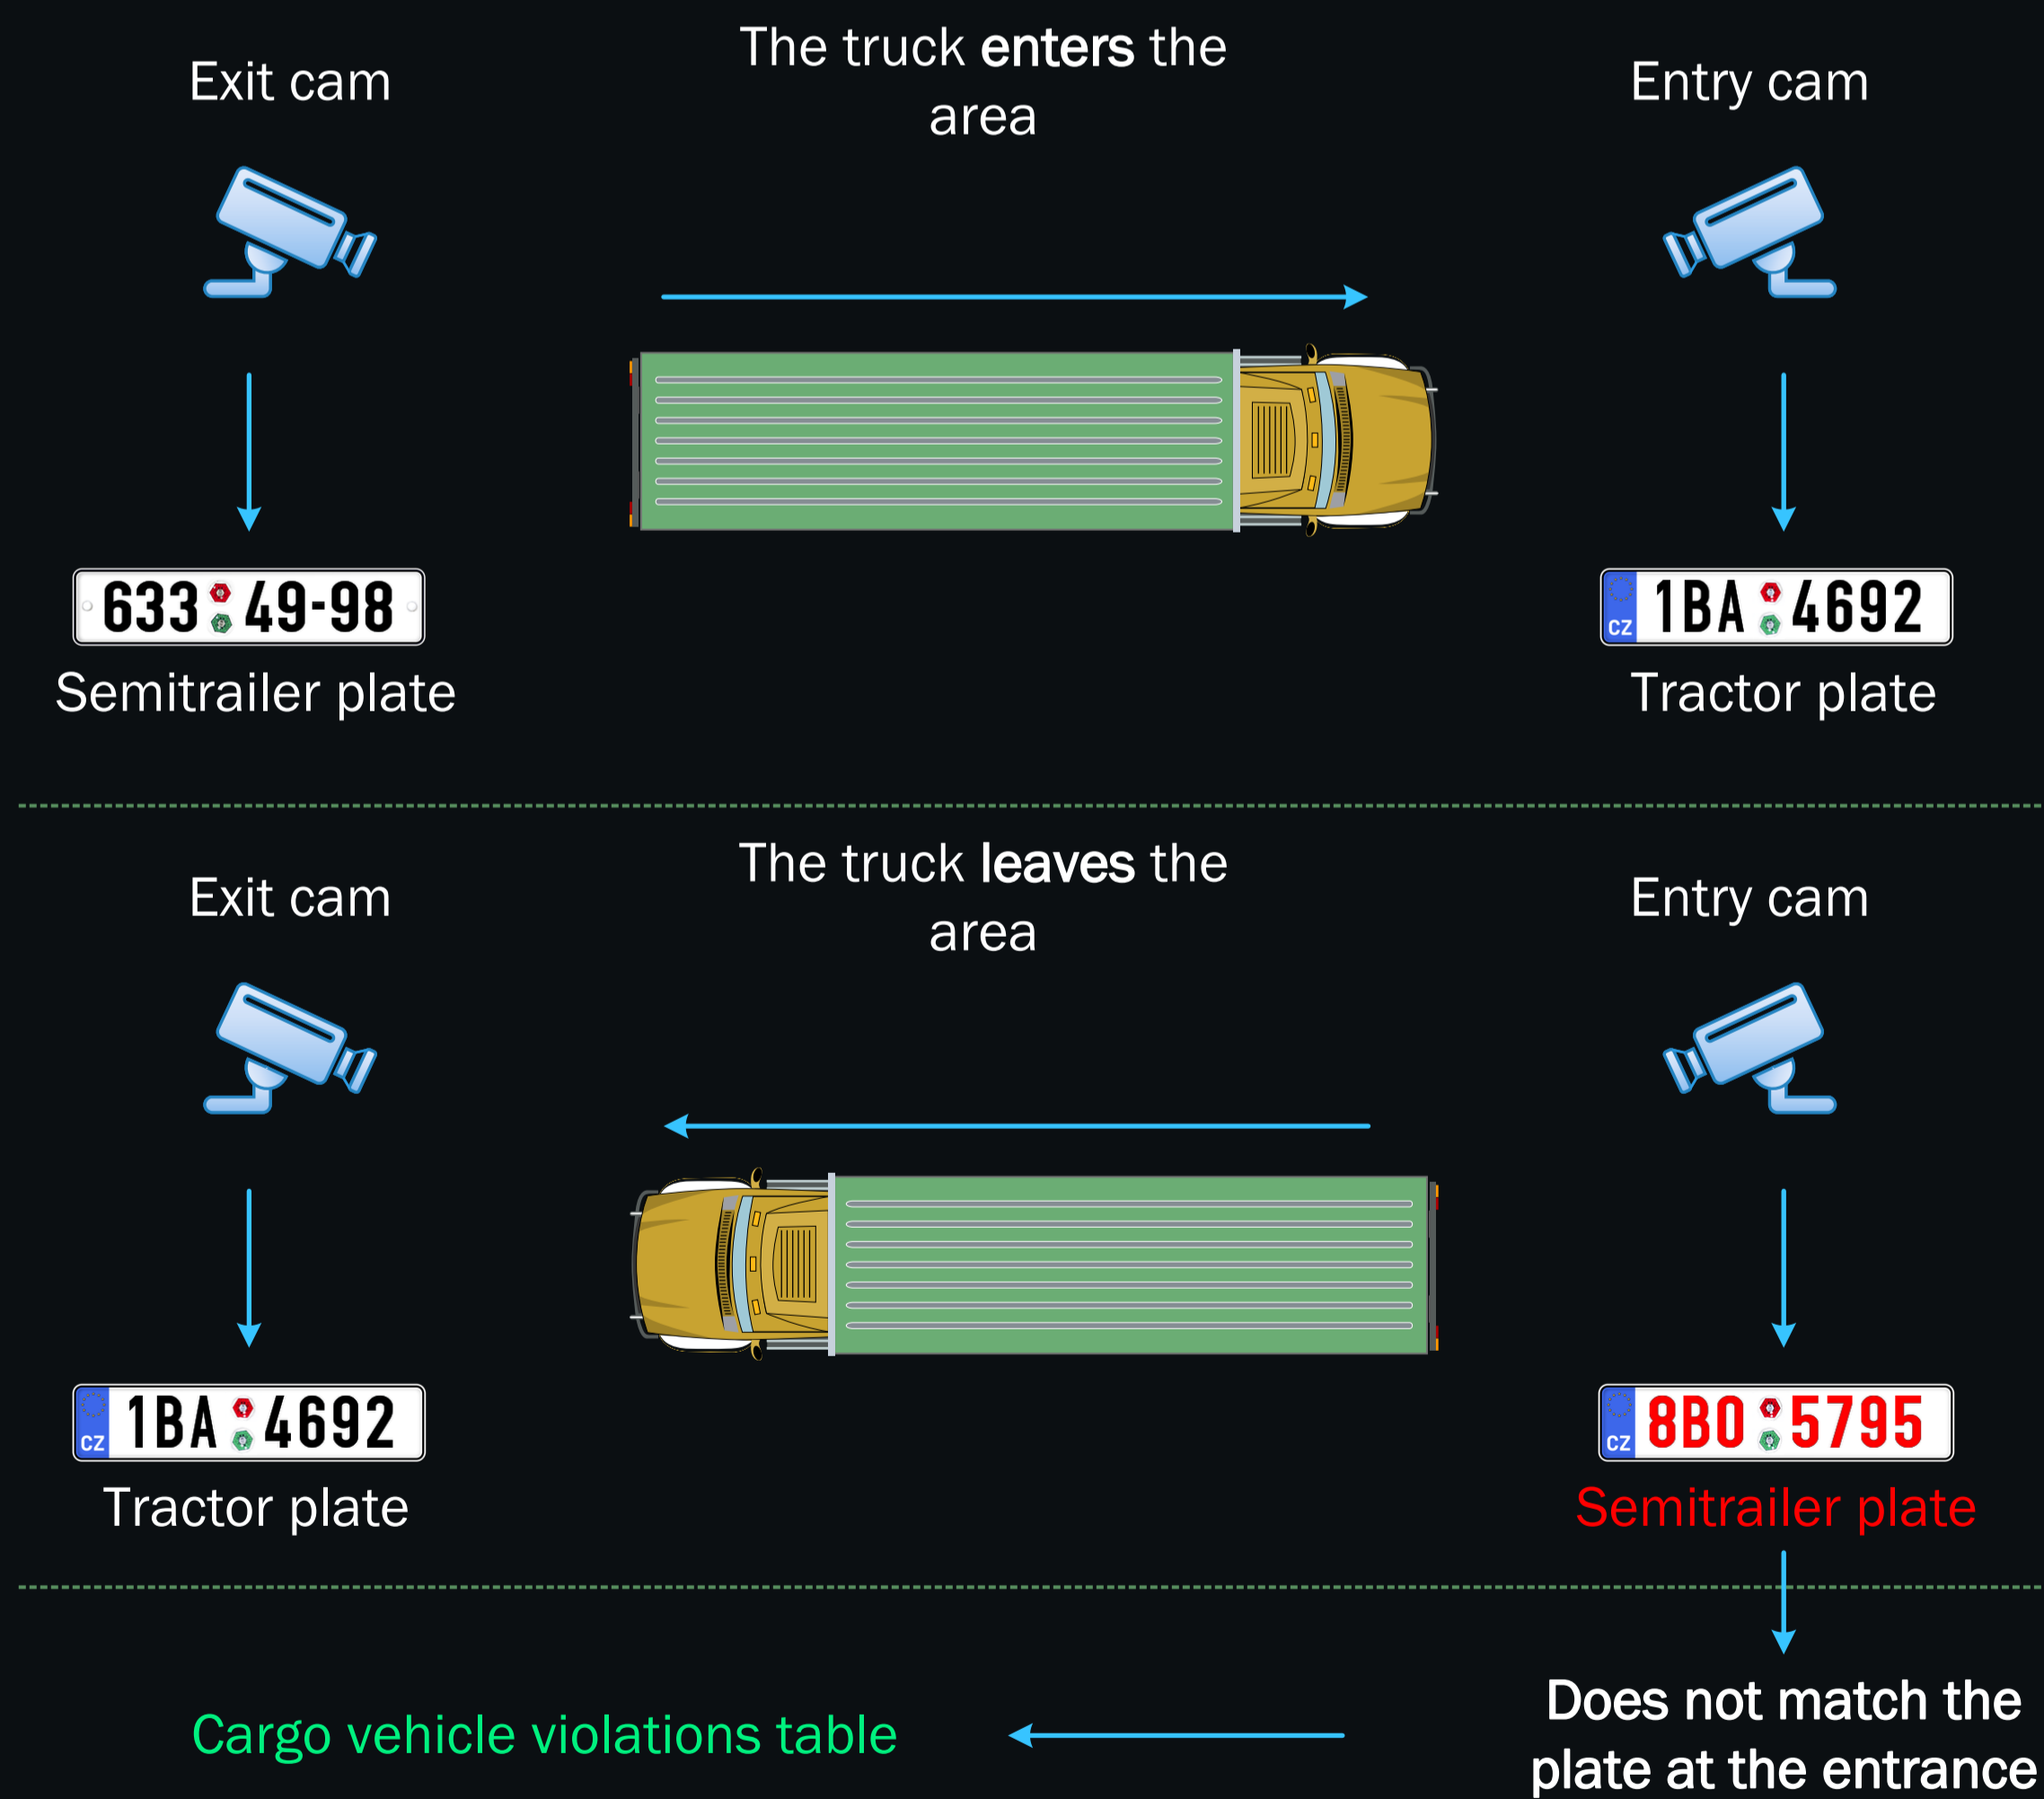 The truck enters the
area
Exit cam
Entry cam
633 49-98
CZ 1BA 4692
Semitrailer plate
Tractor plate
The truck leaves the
area
Exit cam
Entry cam
CZ 1BA 4692
CZ 8B0 5795
Tractor plate
Semitrailer plate
Does not match the
plate at the entrance
Cargo vehicle violations table